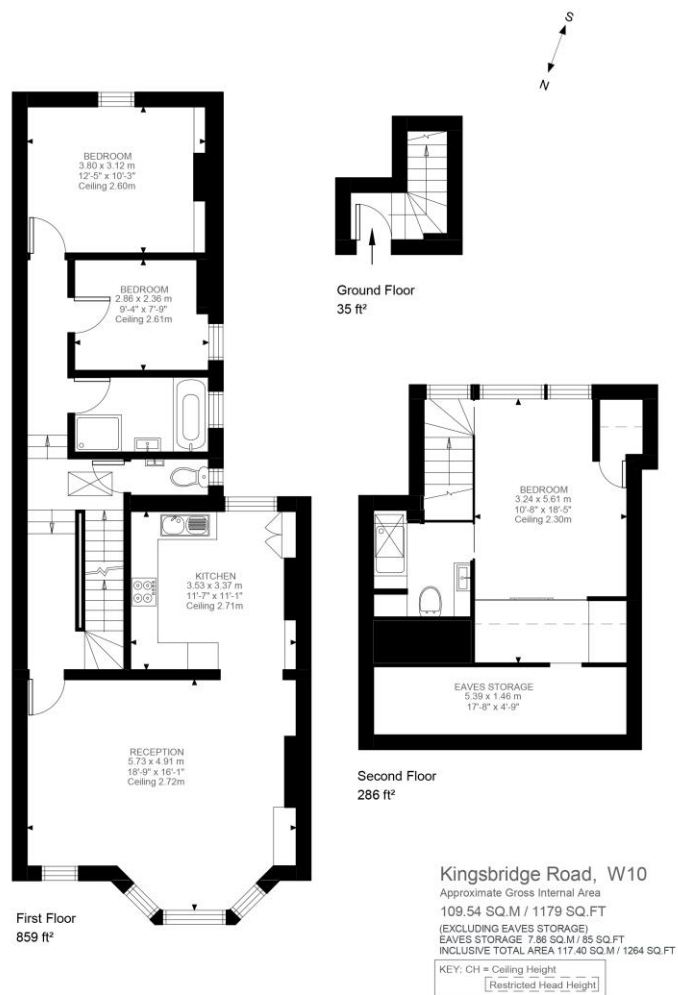 S
N
BEDROOM
3.80 x 3.12 m
12'-5" x 10'-3"
Ceiling 2.60m
BEDROOM
2.86 x 2.36 m
9'-4" x 7'-9"
Ceiling 2.61m
Ground Floor
35 ft²
KITCHEN
3.53 x 3.37 m
11'-7" x 11'-1"
Ceiling 2.71m
BEDROOM
3.24 x 5.61 m
10'-8" x 18'-5"
Ceiling 2.30m
EAVES STORAGE
5.39 x 1.46 m
17'-8" x 4'-9"
RECEPTION
5.73 x 4.91 m
18'-9" x 16'-1"
Ceiling 2.72m
Second Floor
286 ft²
First Floor
859 ft²
Kingsbridge Road, W10
Approximate Gross Internal Area
109.54 SQ.M / 1179 SQ.FT
(EXCLUDING EAVES STORAGE)
EAVES STORAGE 7.86 SQ.M / 85 SQ.FT
INCLUSIVE TOTAL AREA 117.40 SQ.M / 1264 SQ.FT
KEY: CH = Ceiling Height
Restricted Head Height